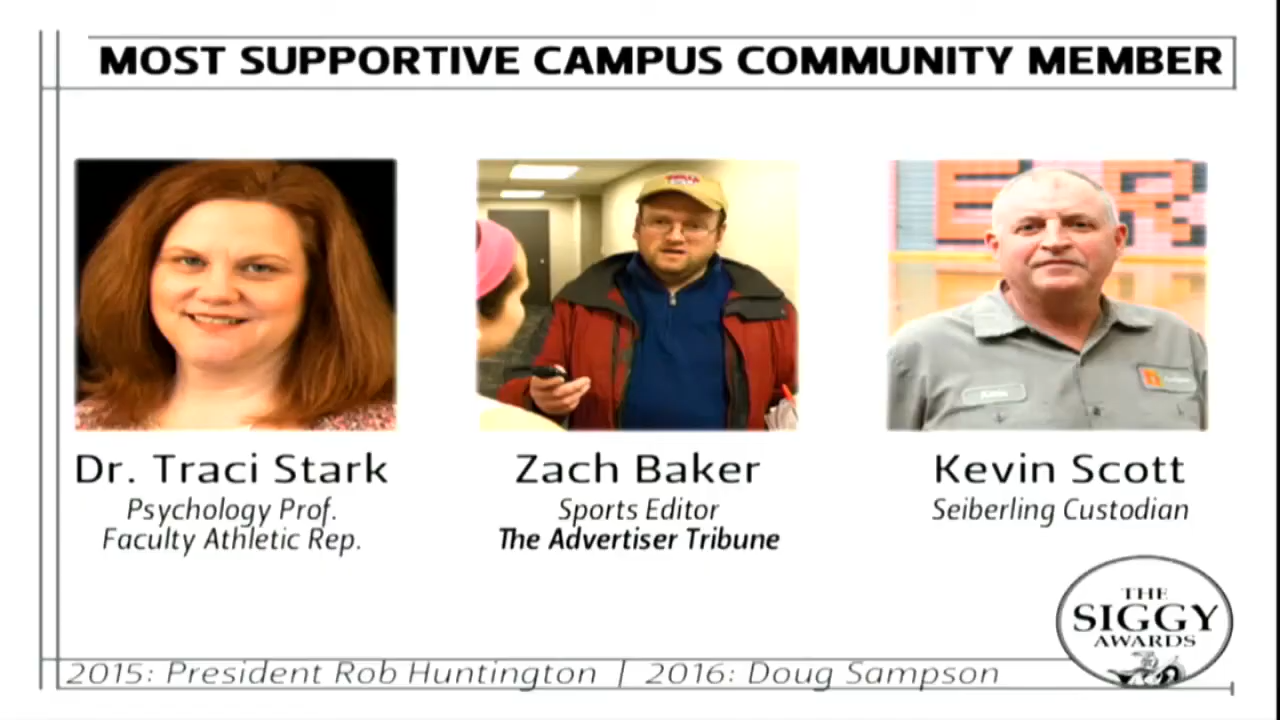 MOST SUPPORTIVE CAMPUS COMMUNITY MEMBER
Dr. Traci Stark
Psychology Prof.
Faculty Athletic Rep.
Zach Baker
Sports Editor
The Advertiser Tribune
Kevin Scott
Seiberling Custodian
THE
SIGGY
AWARDS
2015: President Rob Huntington | 2016: Doug Sampson